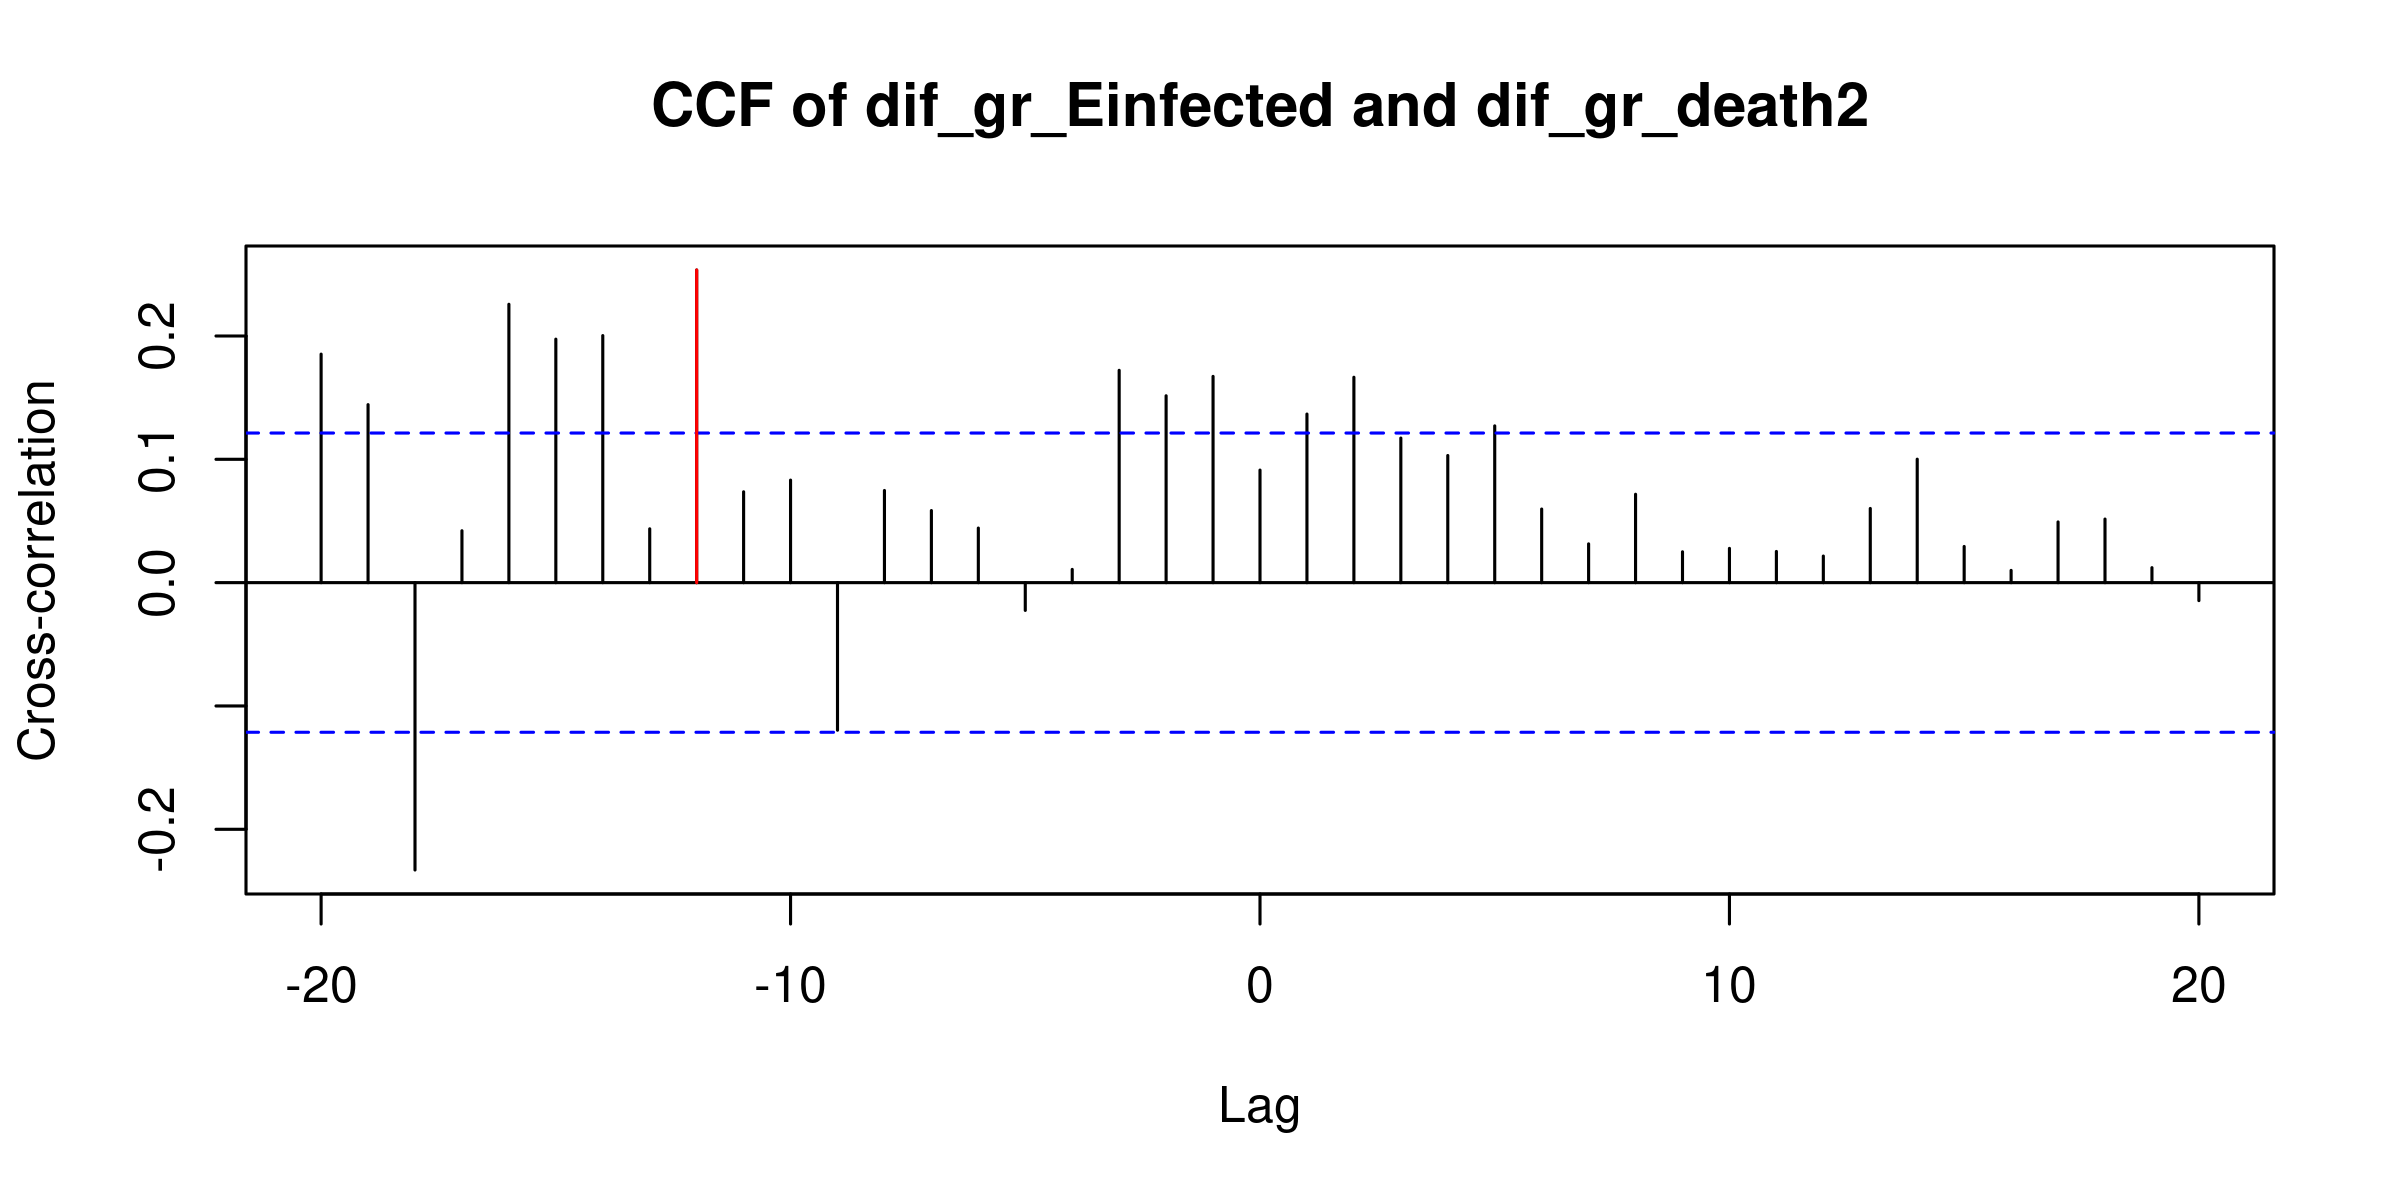 CCF of dif_gr_Einfected and dif_gr_death2
Cross-correlation
0.2
0.1
0.0
-0.2
-20 -10 0 10 20
Lag